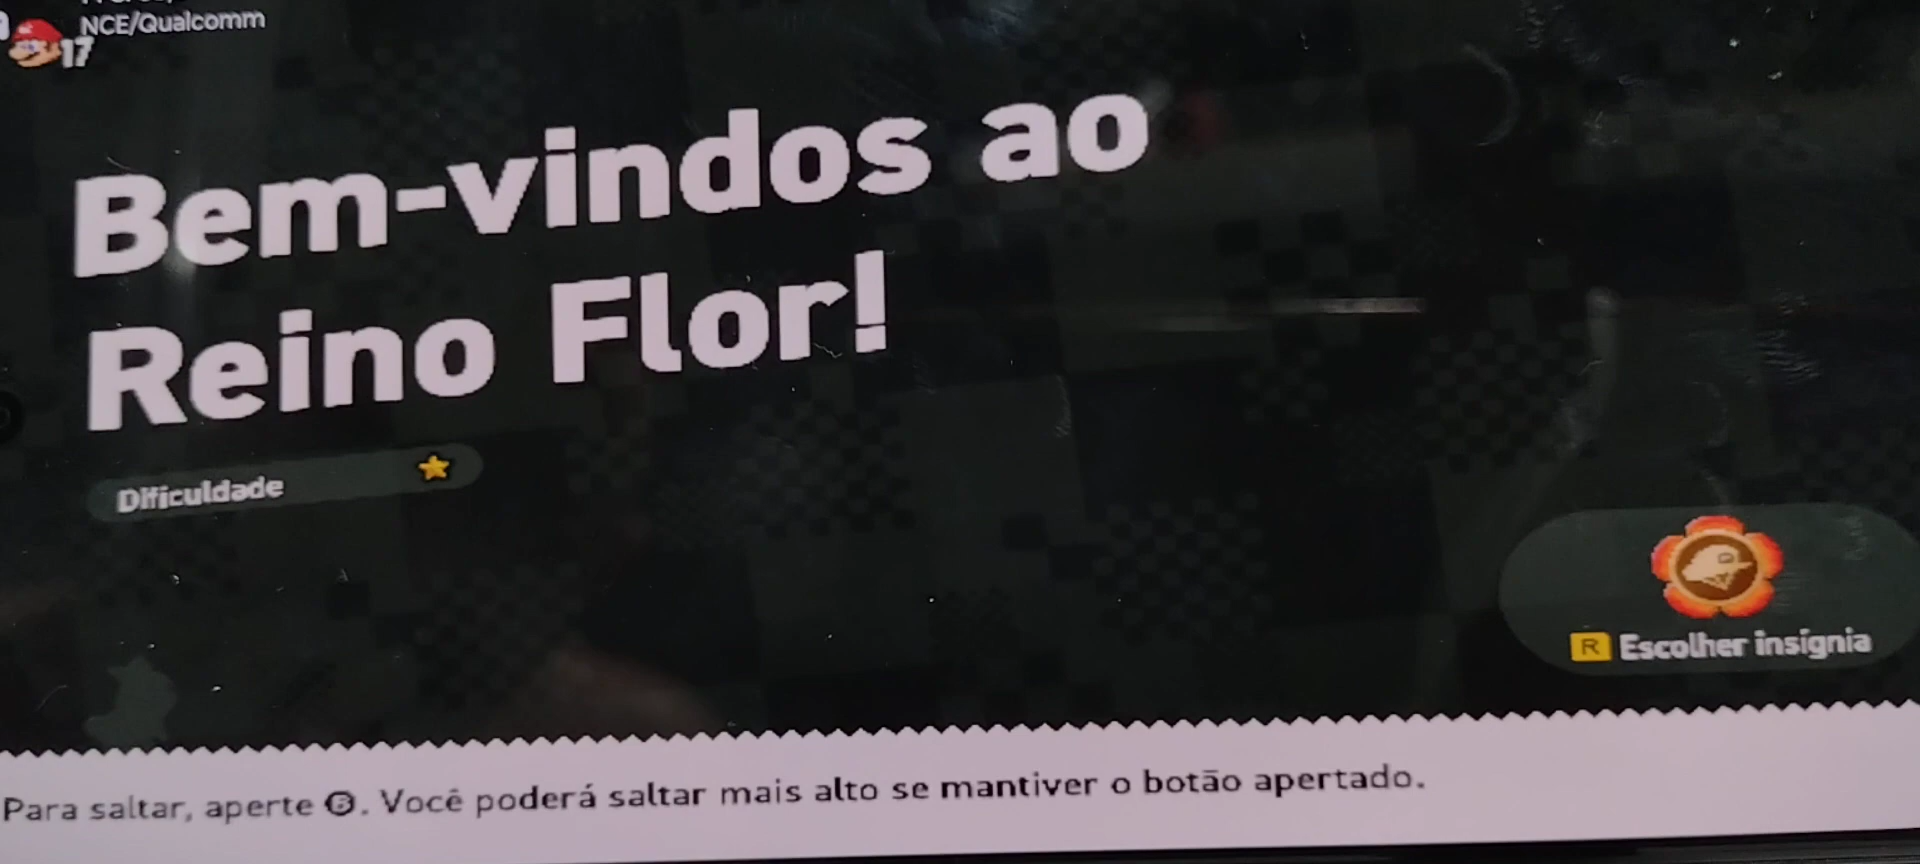 NCE/Qualcomm
17
Bem-vindos ao
Reino Flor!
Dificuldade
R Escolher insígnia
Para saltar, aperte B. Você poderá saltar mais alto se mantiver o botão apertado.